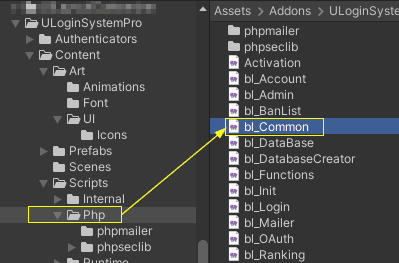 ULoginSystemPro
Authenticators
Content
Art
Animations
Font
UI
Icons
Prefabs
Scenes
Scripts
Internal
Php
phpmailer
phpseclib
Runtime
Assets > Addons > ULoginSy
phpmailer
phpseclib
Activation
bl_Account
bl_Admin
bl_BanList
bl_Common
bl_DataBase
bl_DatabaseCreator
bl_Functions
bl_Init
bl_Login
bl_Mailer
bl_OAuth
bl_Ranking